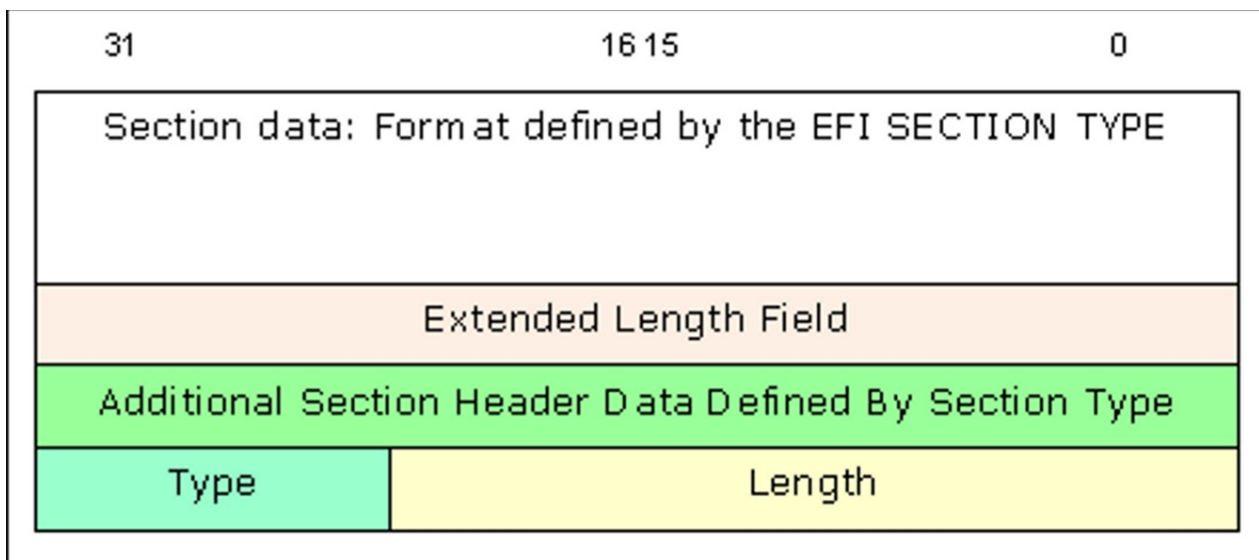 31 16 15 0
Section data: Format defined by the EFI SECTION TYPE
Extended Length Field
Additional Section Header Data Defined By Section Type
Type Length